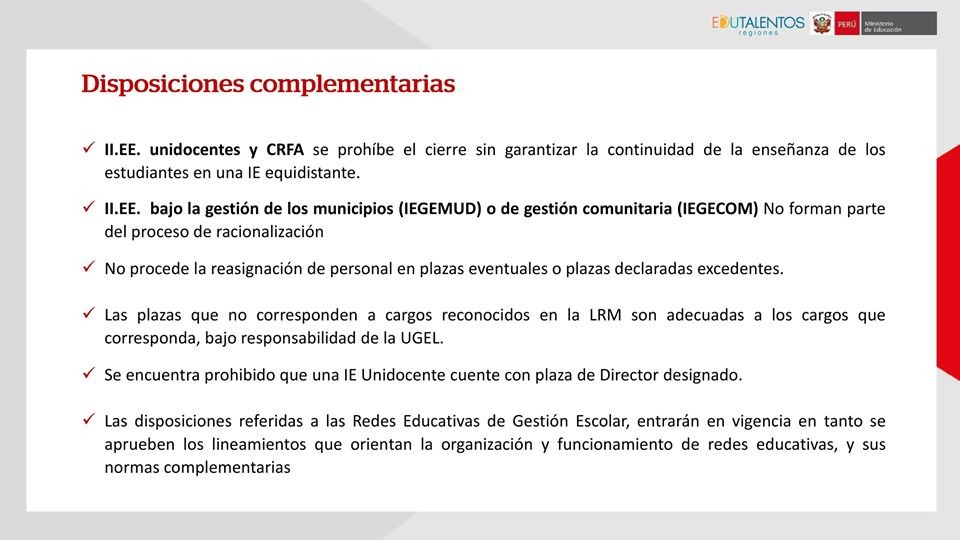 EDUTALENTOS
regiones
PERÚ
Ministerio
de Educación
Disposiciones complementarias
✓ II.EE. unidocentes y CRFA se prohíbe el cierre sin garantizar la continuidad de la enseñanza de los
estudiantes en una IE equidistante.
✓ II.EE. bajo la gestión de los municipios (IEGEMUD) o de gestión comunitaria (IEGECOM) No forman parte
del proceso de racionalización
✓ No procede la reasignación de personal en plazas eventuales o plazas declaradas excedentes.
✓ Las plazas que no corresponden a cargos reconocidos en la LRM son adecuadas a los cargos que
corresponda, bajo responsabilidad de la UGEL.
✓ Se encuentra prohibido que una IE Unidocente cuente con plaza de Director designado.
✓ Las disposiciones referidas a las Redes Educativas de Gestión Escolar, entrarán en vigencia en tanto se
aprueben los lineamientos que orientan la organización y funcionamiento de redes educativas, y sus
normas complementarias